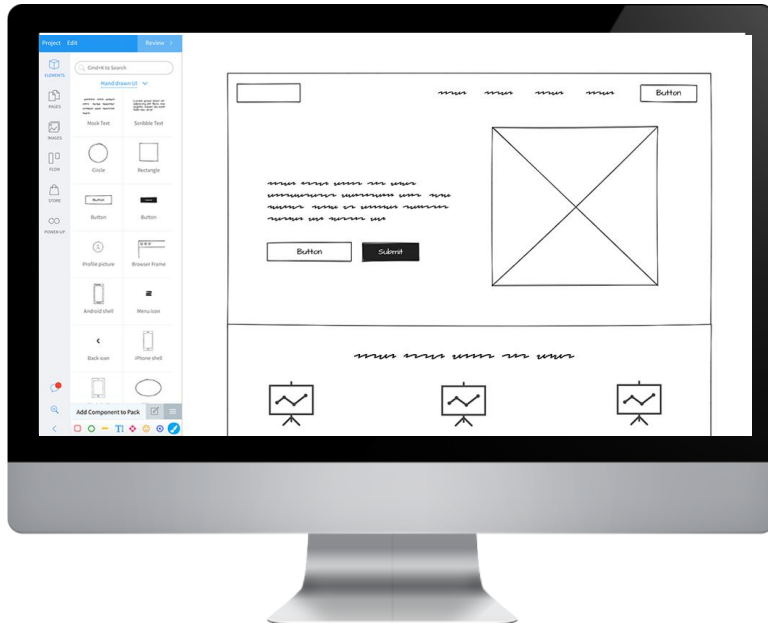 Project Edit Review
Cmd+K to Search
Hand drawn UI
ELEMENTS
PAGES
IMAGES
FLOW
STORE
POWER-UP
Mock Text Scribble Text
Circle Rectangle
Button
Button Button
Profile picture Browser Frame
Android shell Menu icon
Back icon iPhone shell
Add Component to Pack
Button
Button Submit